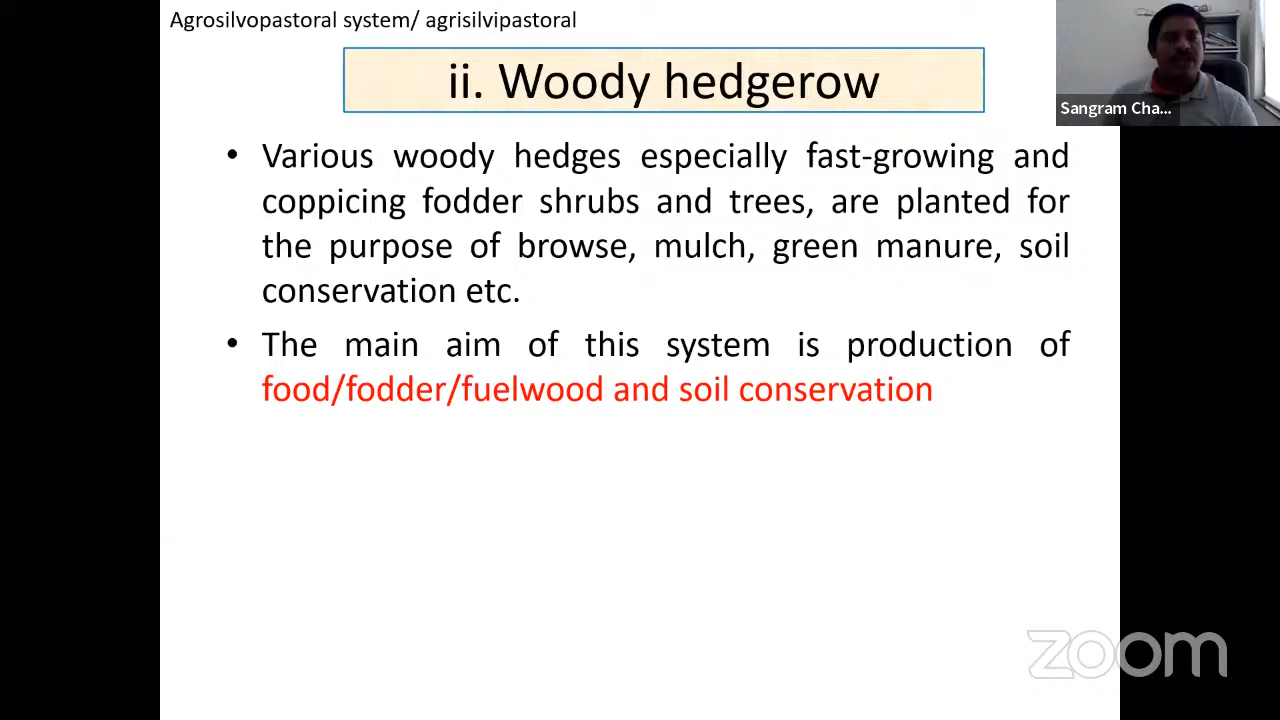 Agrosilvopastoral system/ agrisilvipastoral
ii. Woody hedgerow
Sangram Cha...
• Various woody hedges especially fast-growing and
coppicing fodder shrubs and trees, are planted for
the purpose of browse, mulch, green manure, soil
conservation etc.
• The main aim of this system is production of
food/fodder/fuelwood and soil conservation
zoom